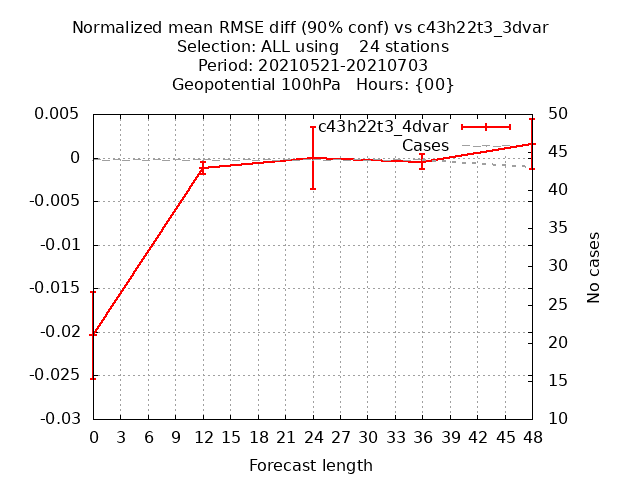 Normalized mean RMSE diff (90% conf) vs c43h22t3_3dvar
Selection: ALL using    24 stations
Period: 20210521-20210703
Geopotential 100hPa   Hours: {00}
c43h22t3_4dvar
Cases
0.005
0
-0.005
-0.01
-0.015
-0.02
-0.025
-0.03
50
45
40
35
30
25
20
15
10
No cases
0 3 6 9 12 15 18 21 24 27 30 33 36 39 42 45 48
Forecast length